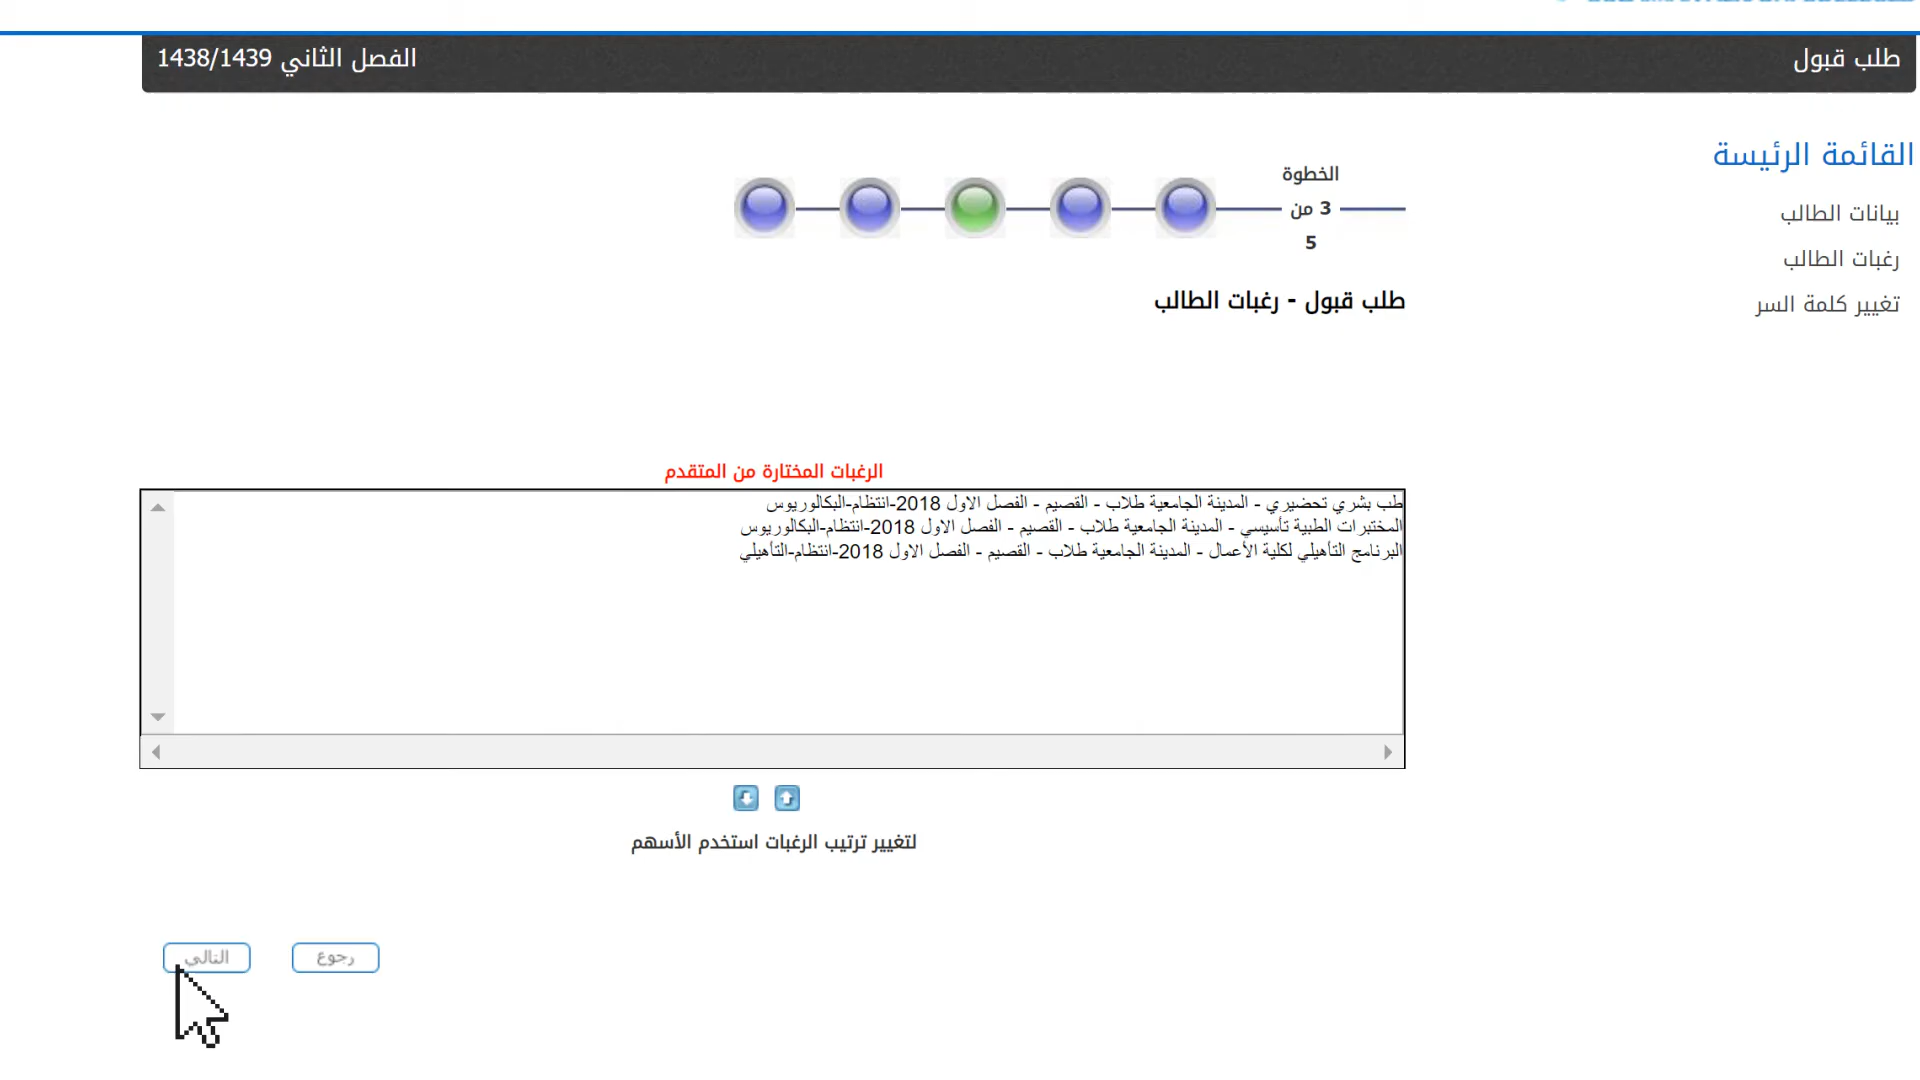 طلب قبول
الفصل الثاني 1438/1439
القائمة الرئيسة
بيانات الطالب
رغبات الطالب
تغيير كلمة السر
الخطوة
3 من
5
طلب قبول - رغبات الطالب
الرغبات المختارة من المتقدم
طب بشري تحضيري - المدينة الجامعية طلاب - القصيم - الفصل الاول 2018-انتظام-البكالوريوس
المختبرات الطبية تأسيسي - المدينة الجامعية طلاب - القصيم - الفصل الاول 2018-انتظام-البكالوريوس
البرنامج التأهيلي لكلية الأعمال - المدينة الجامعية طلاب - القصيم - الفصل الاول 2018-انتظام-التأهيلي
لتغيير ترتيب الرغبات استخدم الأسهم
رجوع
التالي